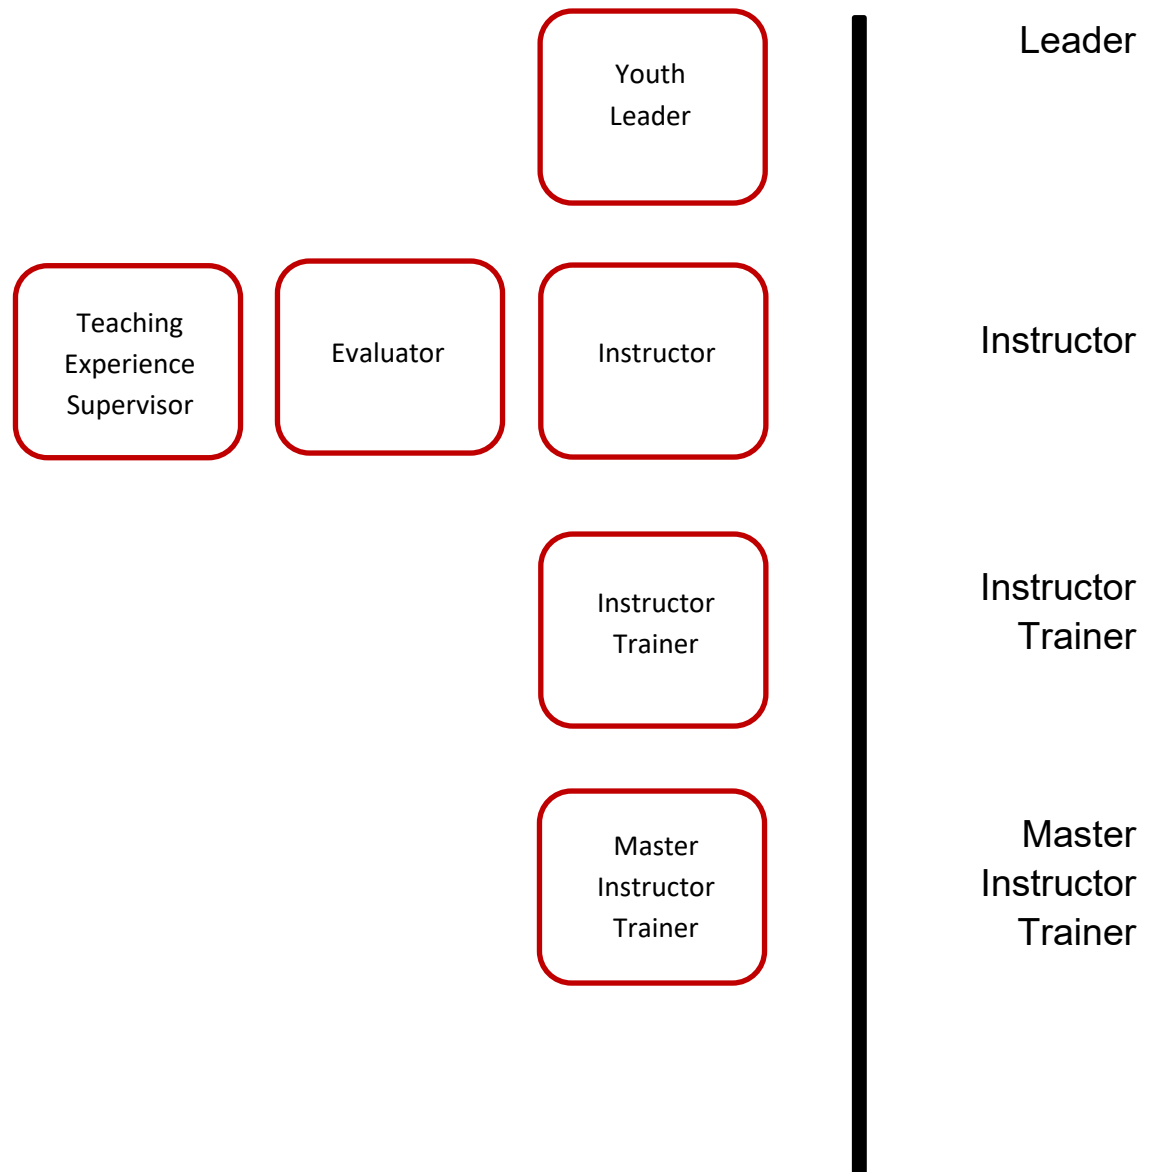 Leader
Youth
Leader
Teaching
Experience
Supervisor
Evaluator
Instructor
Instructor
Instructor
Trainer
Instructor
Trainer
Master
Instructor
Trainer
Master
Instructor
Trainer